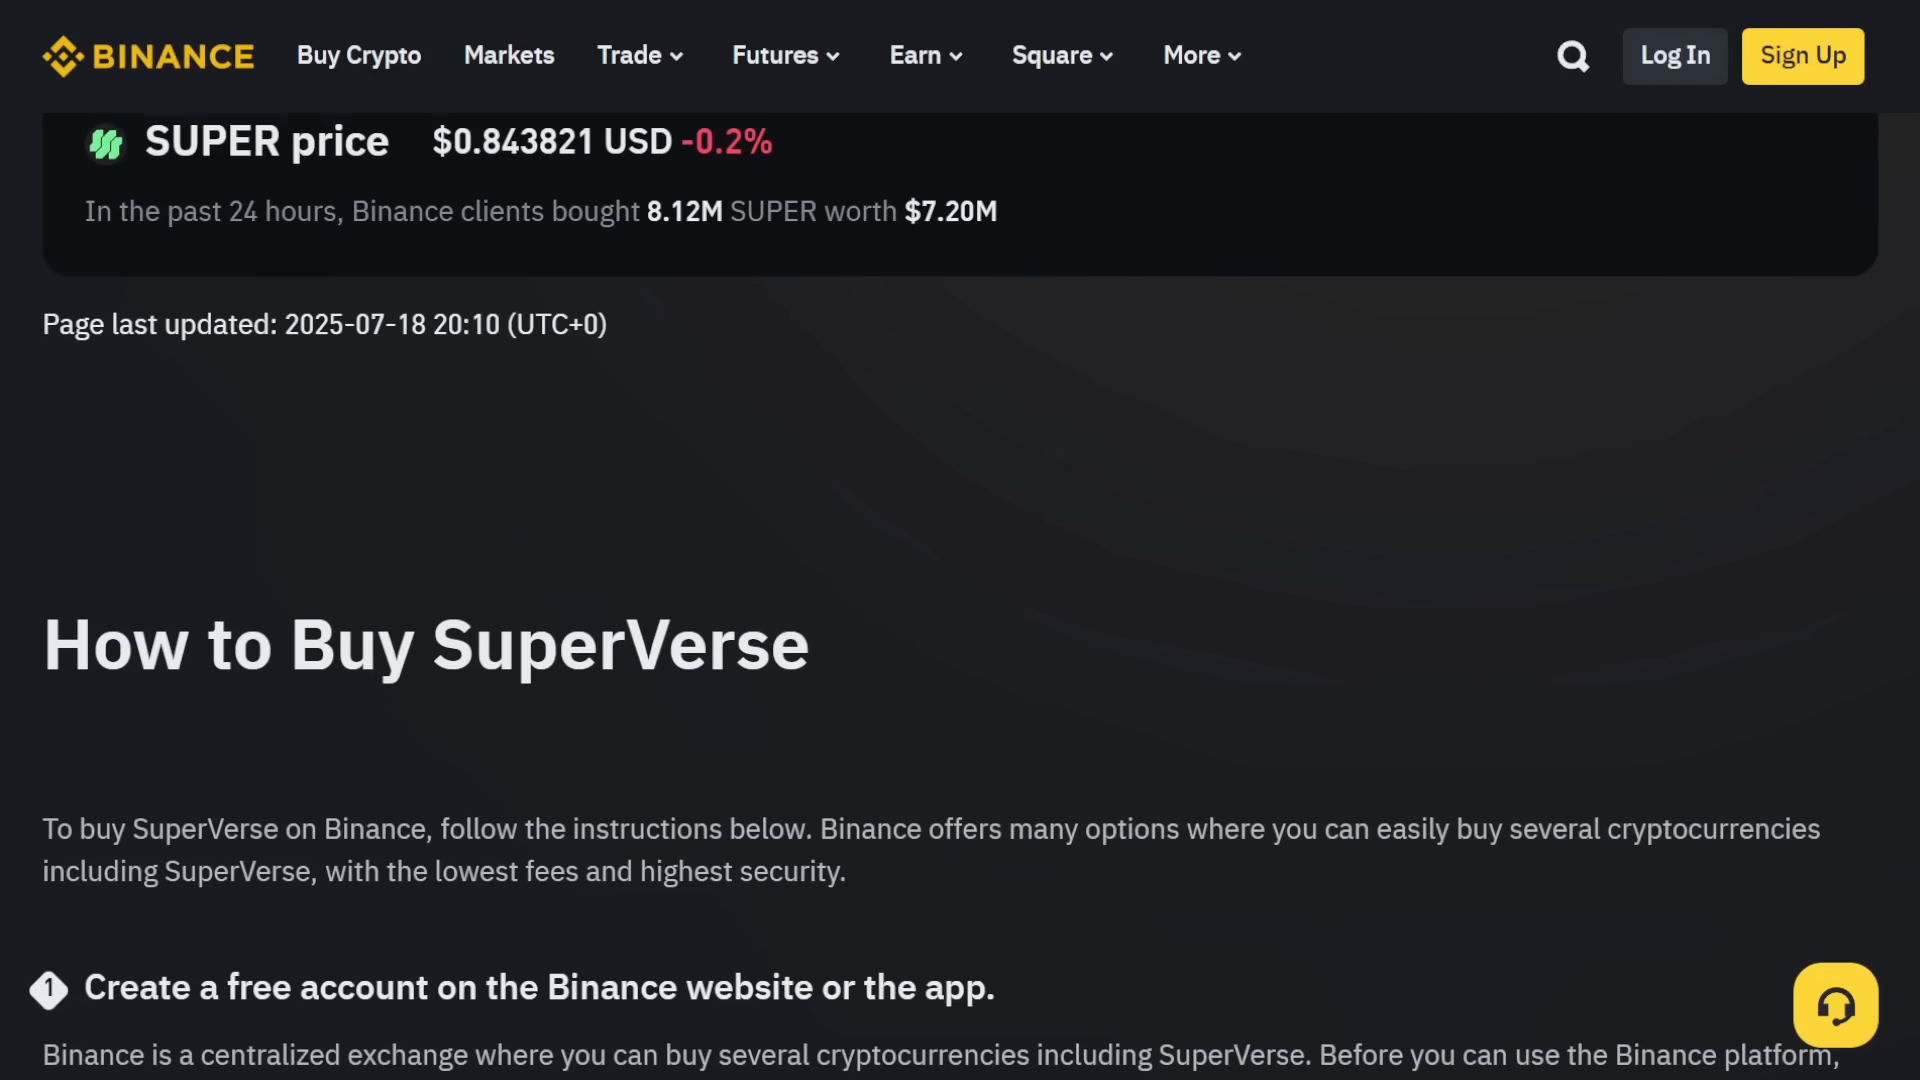 BINANCE Buy Crypto Markets Trade Futures Earn Square More Log In Sign Up
SUPER price $0.843821 USD -0.2%
In the past 24 hours, Binance clients bought 8.12M SUPER worth $7.20M
Page last updated: 2025-07-18 20:10 (UTC+0)
How to Buy SuperVerse
To buy SuperVerse on Binance, follow the instructions below. Binance offers many options where you can easily buy several cryptocurrencies
including SuperVerse, with the lowest fees and highest security.
1 Create a free account on the Binance website or the app.
Binance is a centralized exchange where you can buy several cryptocurrencies including SuperVerse. Before you can use the Binance platform,